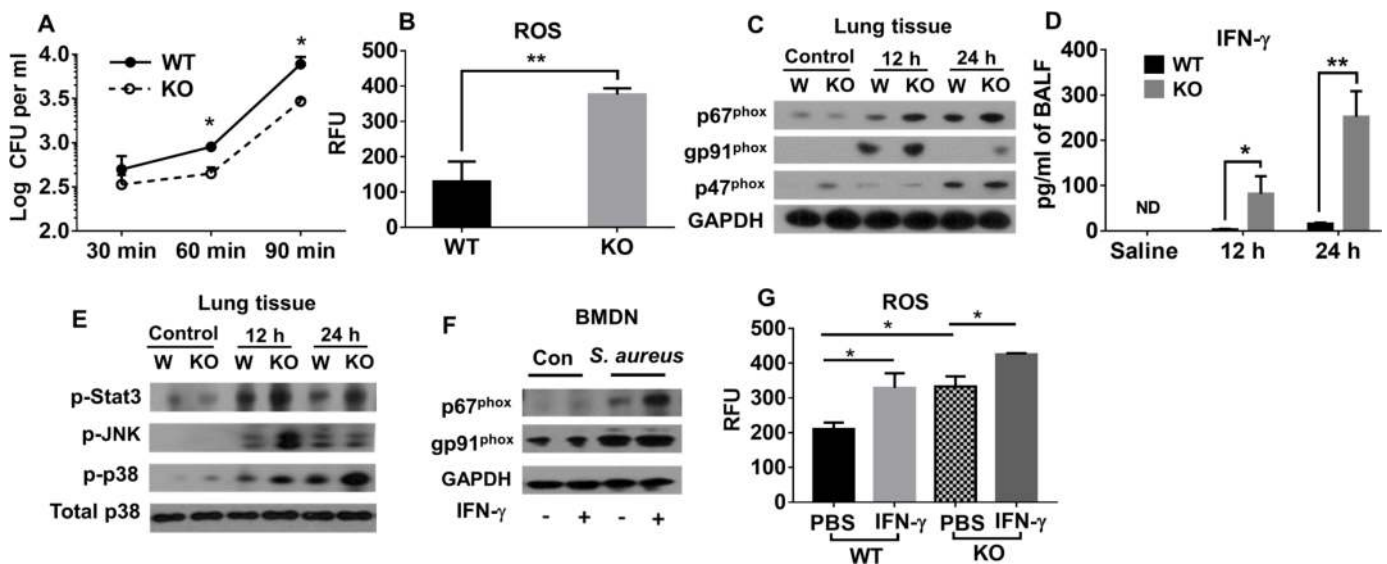 A
Log CFU per ml
4.0
3.5
3.0
2.5
2.0
WT
KO
*
*
30 min 60 min 90 min
B
ROS
RFU
500
400
300
200
100
0
**
WT KO
C
Lung tissue
Control 12 h 24 h
W KO W KO W KO
p67phox
gp91phox
p47phox
GAPDH
D
IFN-γ
pg/ml of BALF
400
300
200
100
0
WT
KO
ND
*
**
Saline 12 h 24 h
E
Lung tissue
Control 12 h 24 h
W KO W KO W KO
p-Stat3
p-JNK
p-p38
Total p38
F
BMDN
Con S. aureus
p67phox
gp91phox
GAPDH
IFN-γ - + - +
G
ROS
RFU
500
400
300
200
100
0
*
*
*
PBS IFN-γ PBS IFN-γ
WT KO